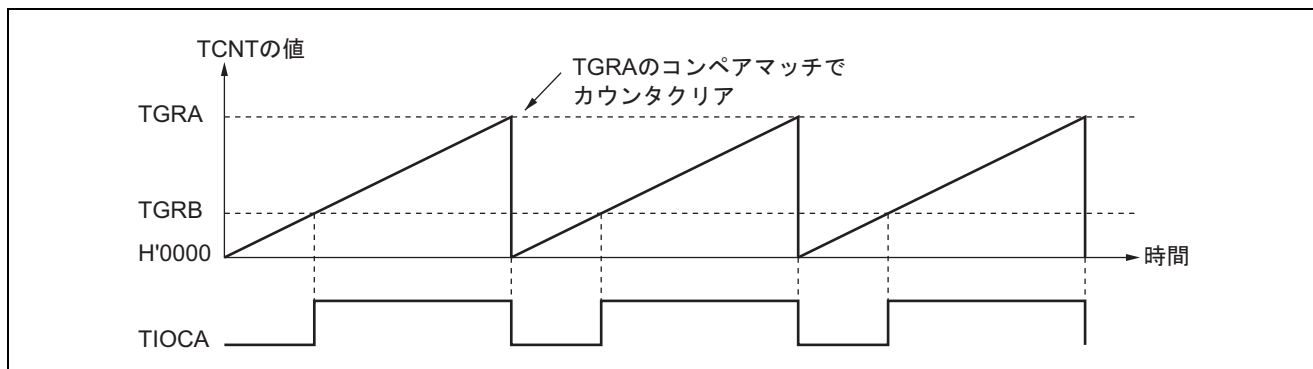 TCNTの値
TGRAのコンペアマッチで
カウンタクリア
TGRA
TGRB
H'0000
時間
TIOCA